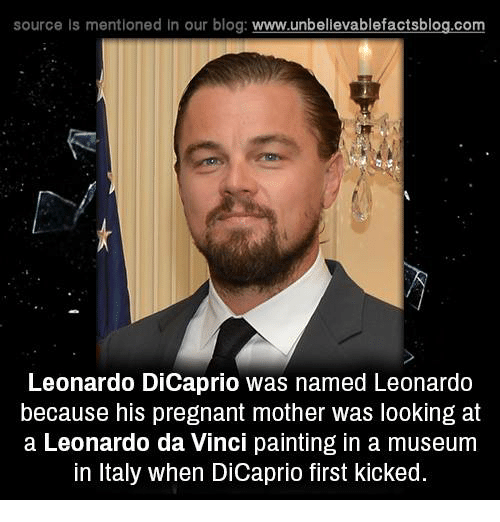 source is mentioned in our blog: www.unbelievablefactsblog.com
Leonardo DiCaprio was named Leonardo
because his pregnant mother was looking at
a Leonardo da Vinci painting in a museum
in Italy when DiCaprio first kicked.